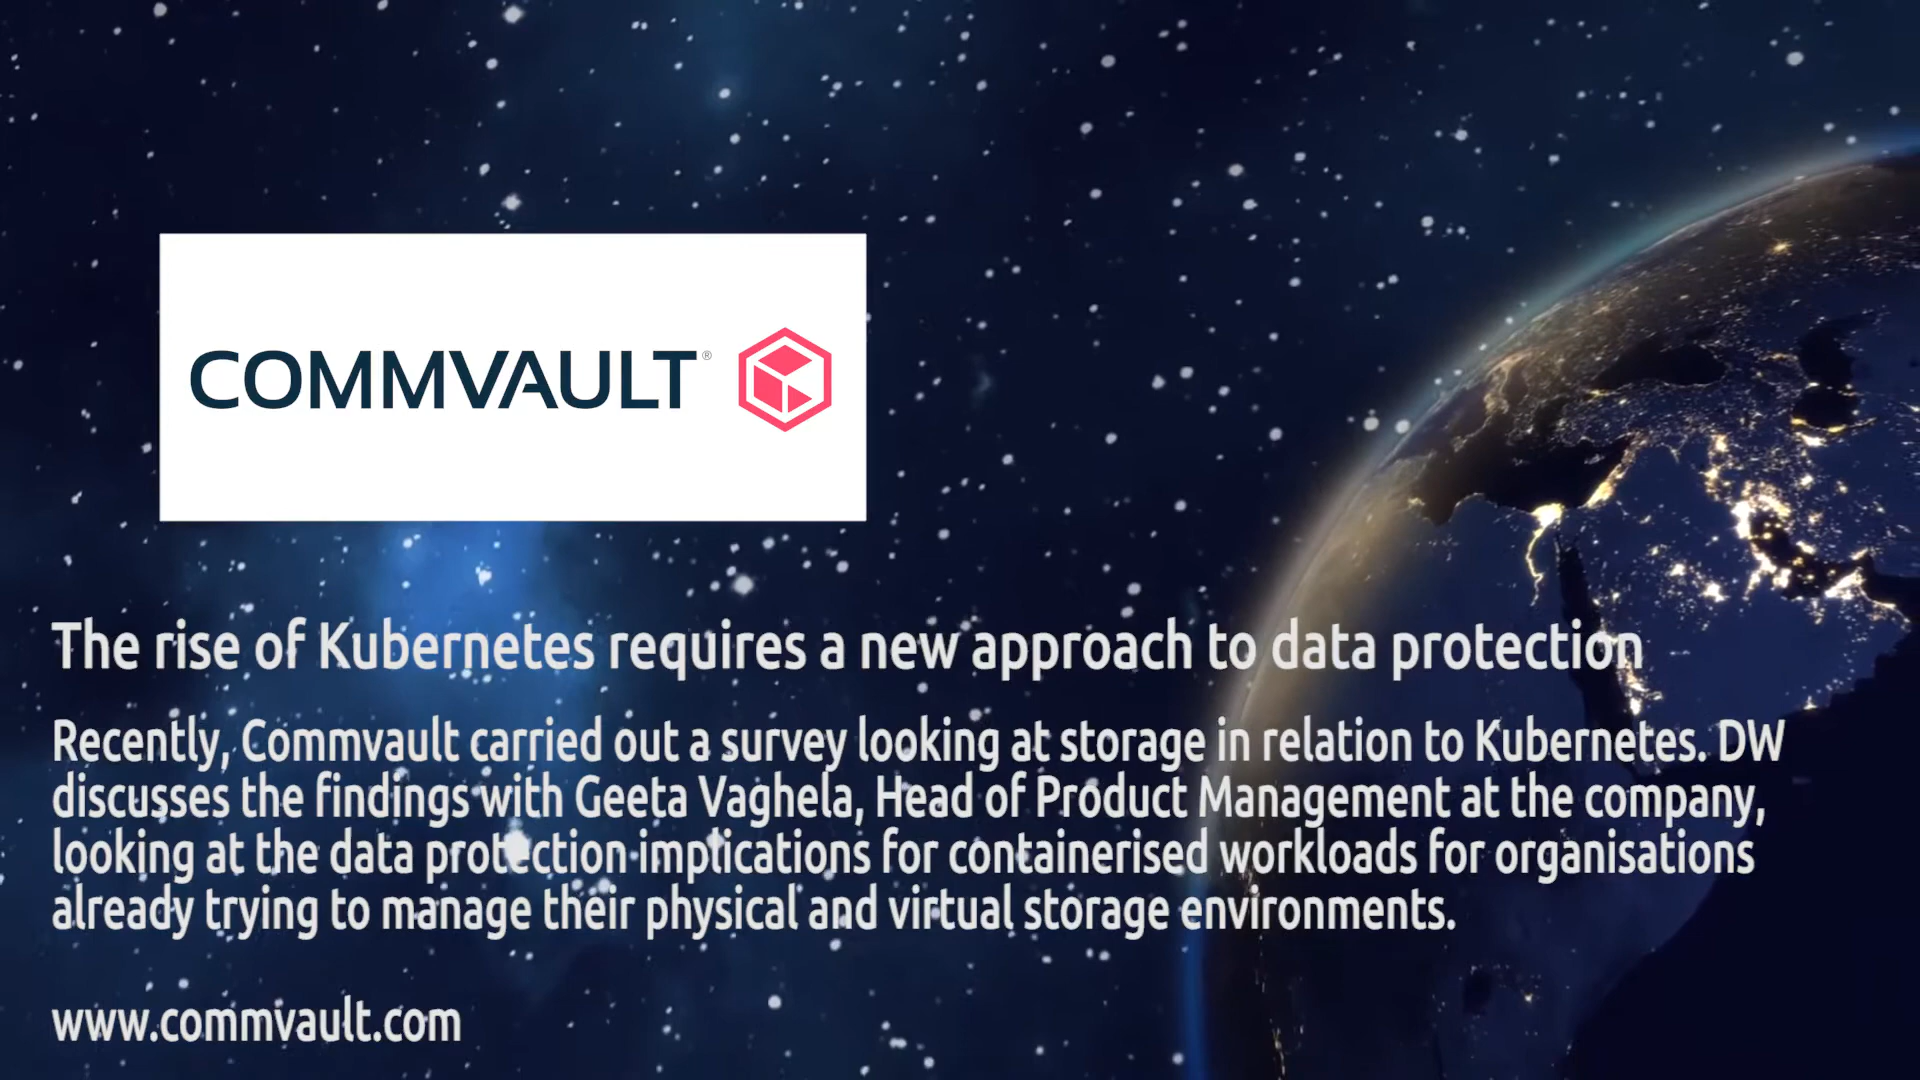 COMMVAULT®
The rise of Kubernetes requires a new approach to data protection
Recently, Commvault carried out a survey looking at storage in relation to Kubernetes. DW
discusses the findings with Geeta Vaghela, Head of Product Management at the company,
looking at the data protection implications for containerised workloads for organisations
already trying to manage their physical and virtual storage environments.
www.commvault.com